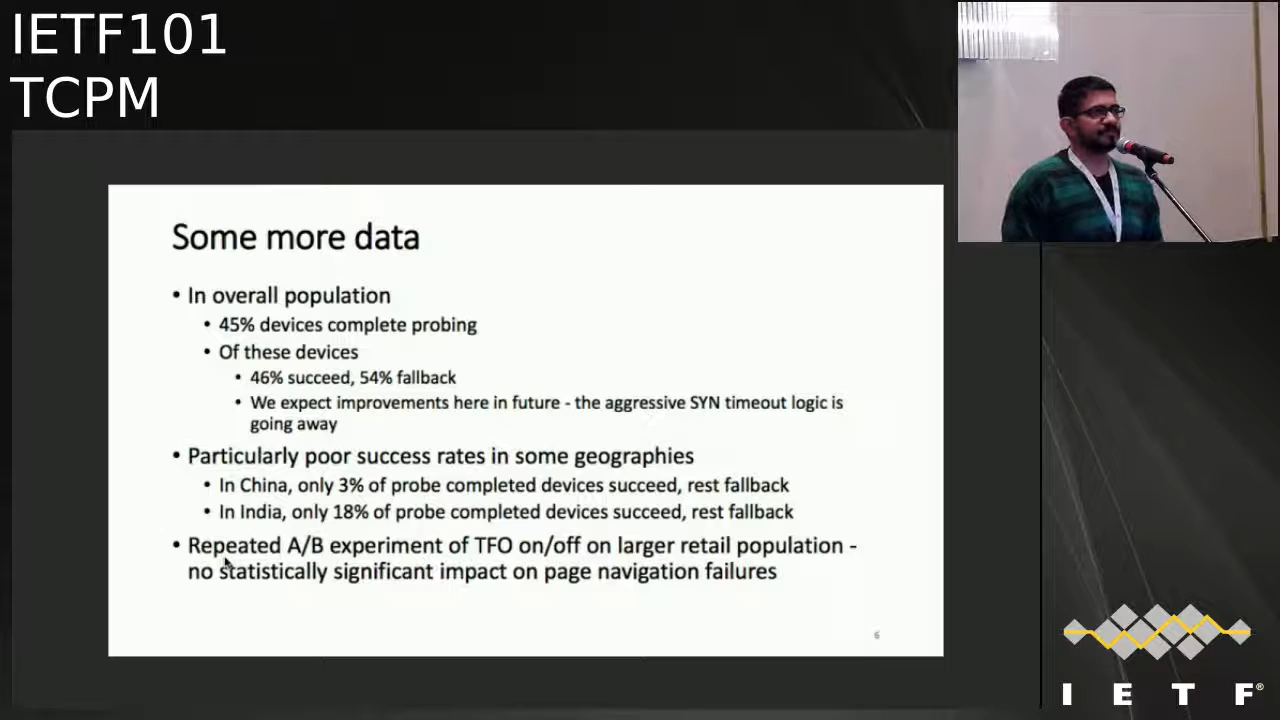 IETF101
TCPM
Some more data
• In overall population
• 45% devices complete probing
• Of these devices
• 46% succeed, 54% fallback
• We expect improvements here in future - the aggressive SYN timeout logic is
going away
• Particularly poor success rates in some geographies
• In China, only 3% of probe completed devices succeed, rest fallback
• In India, only 18% of probe completed devices succeed, rest fallback
• Repeated A/B experiment of TFO on/off on larger retail population -
no statistically significant impact on page navigation failures
6
I E T F®